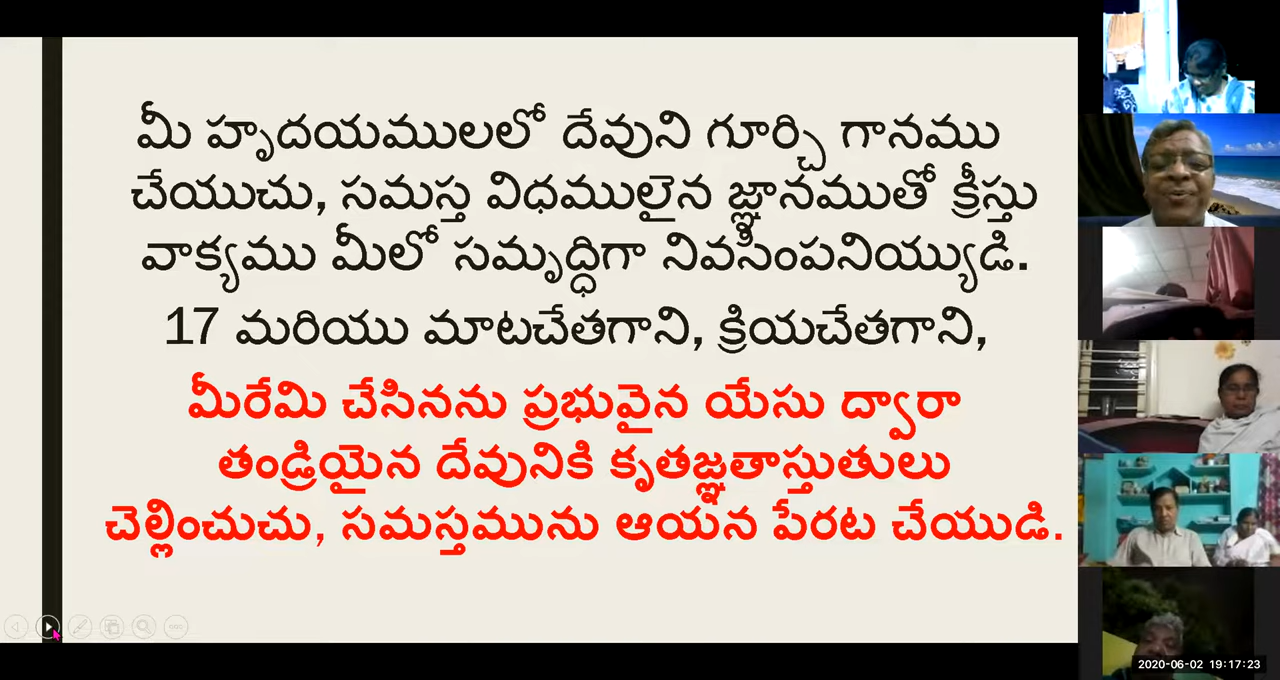 మీ హృదయములలో దేవుని గూర్చి గానము
చేయుచు, సమస్త విధములైన జ్ఞానముతో క్రీస్తు
వాక్యము మీలో సమృద్ధిగా నివసింపనియ్యుడి.
17 మరియు మాటచేతగాని, క్రియచేతగాని,
మీరేమి చేసినను ప్రభువైన యేసు ద్వారా
తండ్రియైన దేవునికి కృతజ్ఞతాస్తుతులు
చెల్లించుచు, సమస్తమును ఆయన పేరట చేయుడి.
2020-06-02 19:17:23